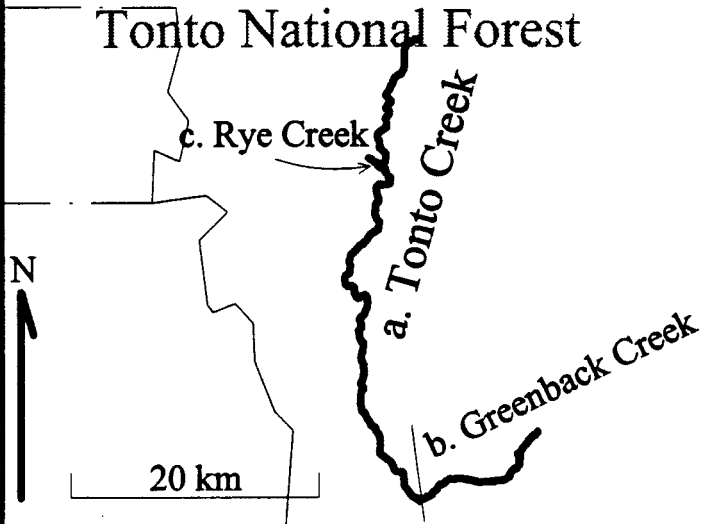 Tonto National Forest
c. Rye Creek
a. Tonto Creek
N
b. Greenback Creek
20 km